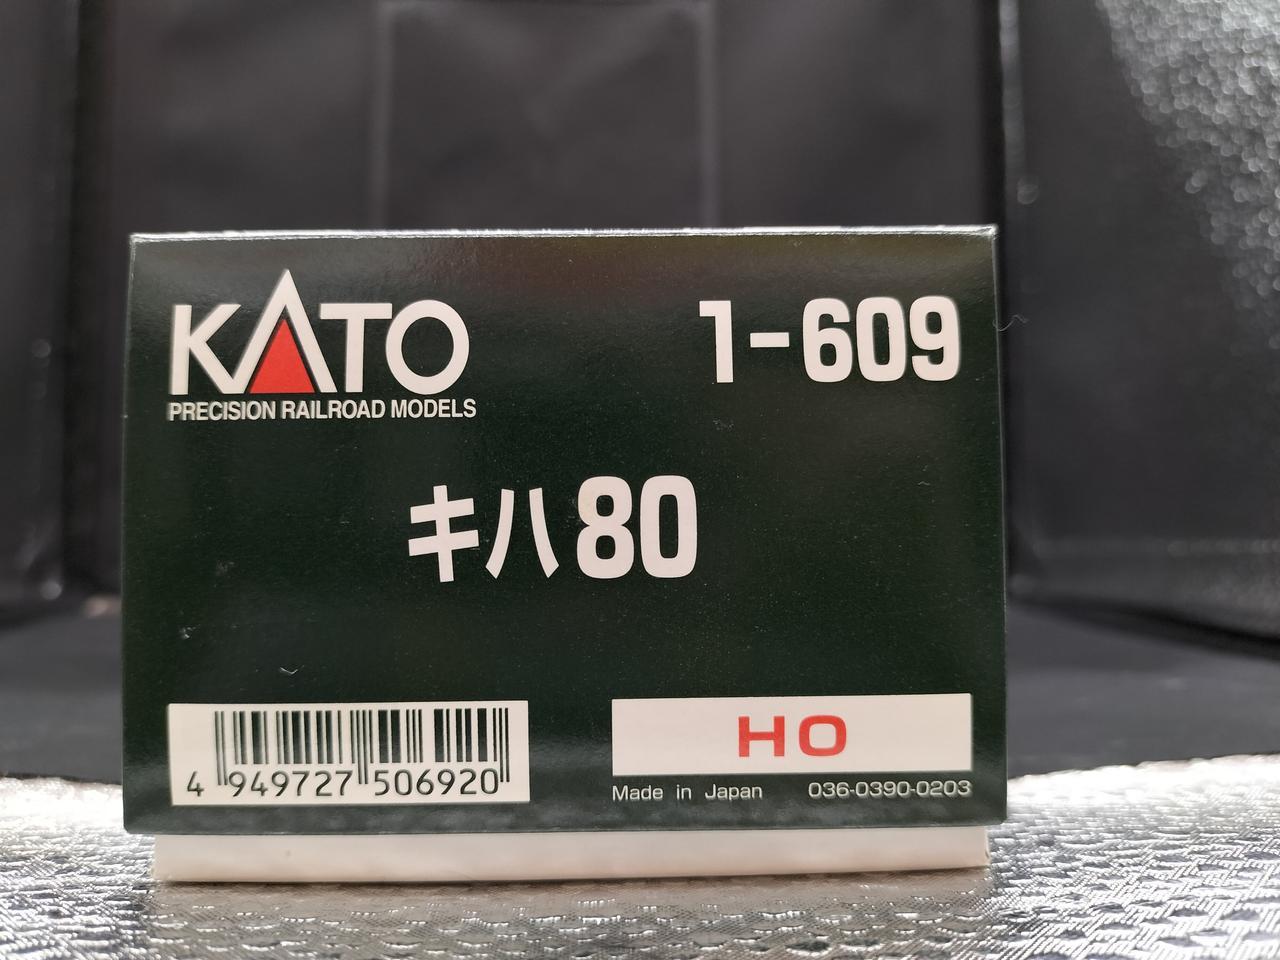 KATO
PRECISION RAILROAD MODELS
1-609
キハ80
4 949727 506920
HO
Made in Japan
036-0390-0203